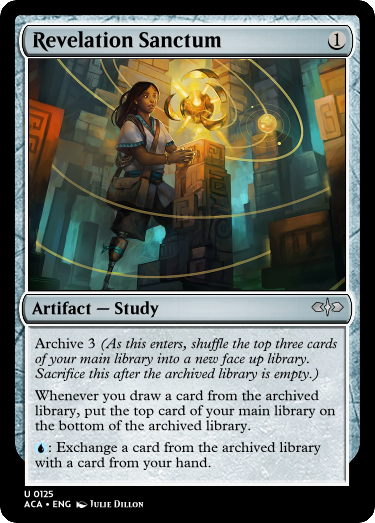 Revelation Sanctum 1
Artifact — Study
Archive 3 (As this enters, shuffle the top three cards
of your main library into a new face up library.
Sacrifice this after the archived library is empty.)
Whenever you draw a card from the archived
library, put the top card of your main library on
the bottom of the archived library.
: Exchange a card from the archived library
with a card from your hand.
U 0125
ACA • ENG Julie Dillon